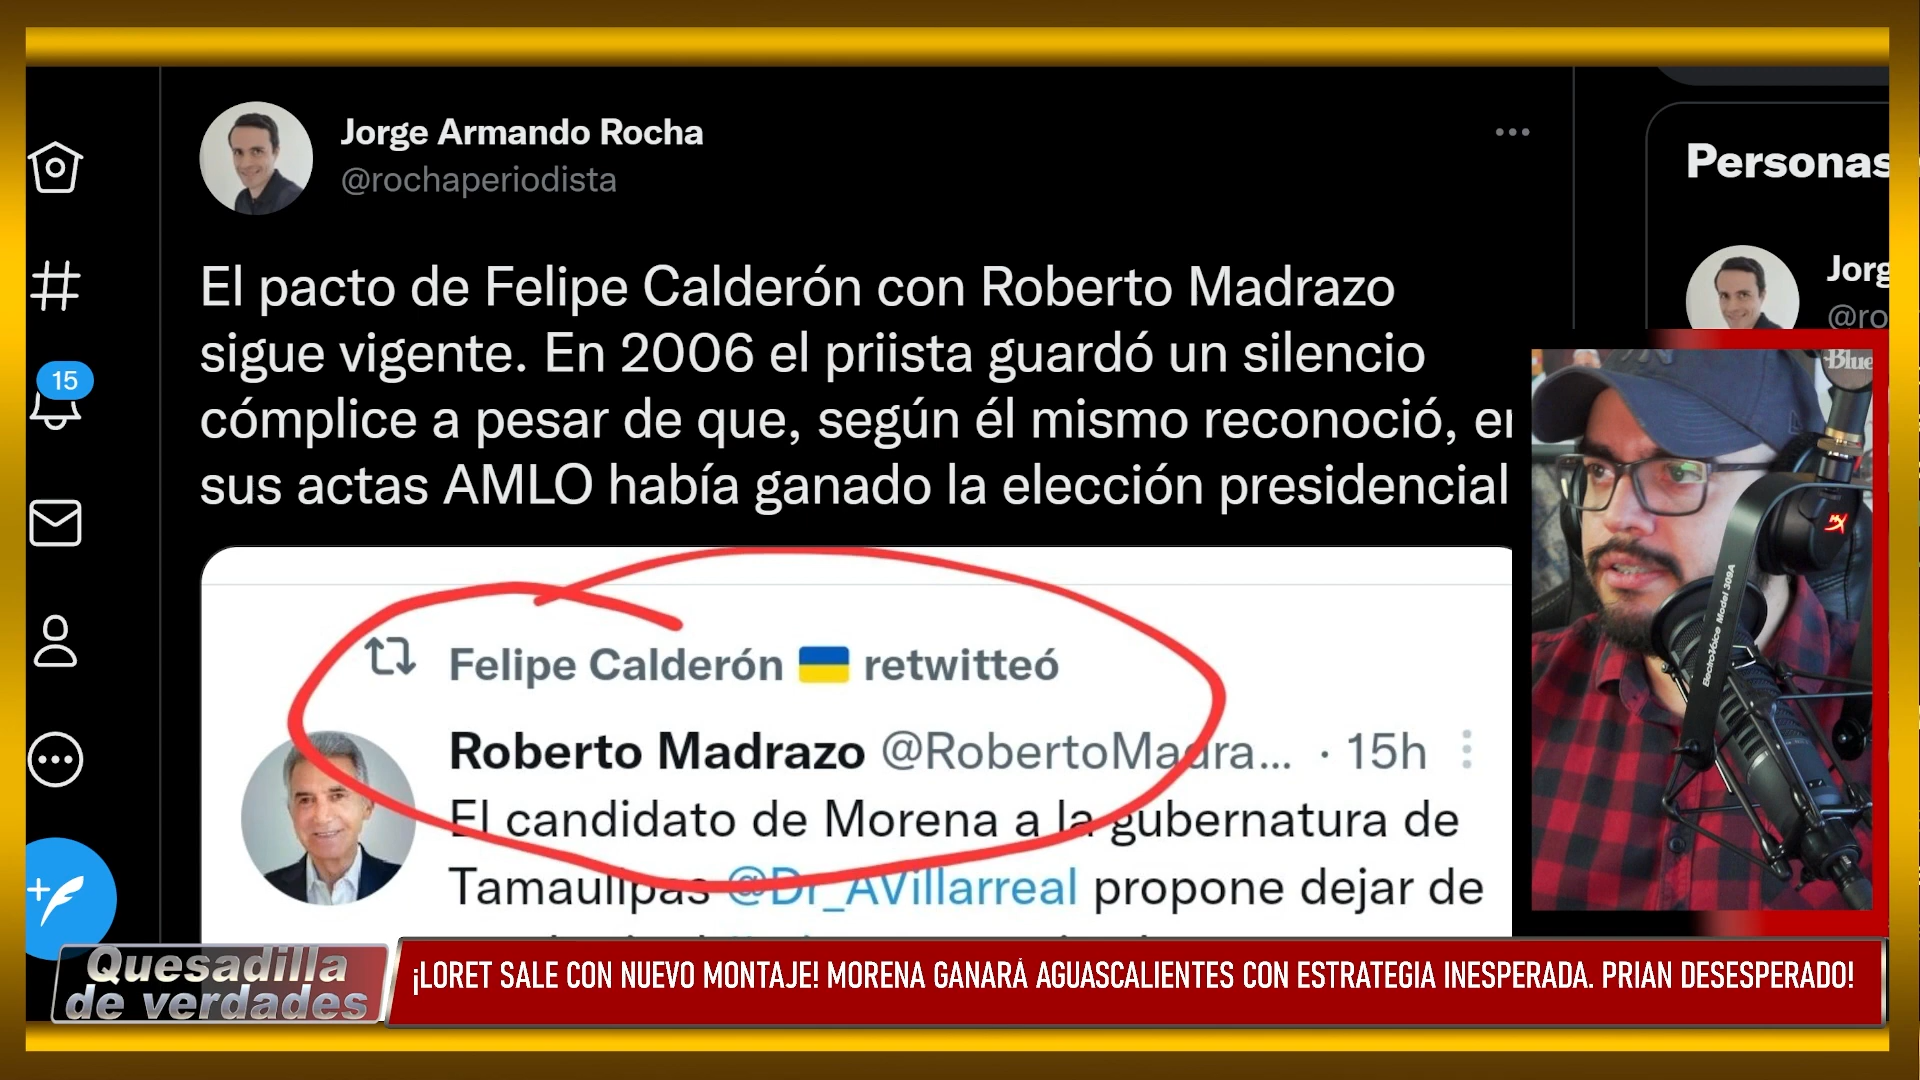 Jorge Armando Rocha
@rochaperiodista
El pacto de Felipe Calderón con Roberto Madrazo
sigue vigente. En 2006 el priista guardó un silencio
cómplice a pesar de que, según él mismo reconoció,
sus actas AMLO había ganado la elección presidencial
Felipe Calderón retwitteó
Roberto Madrazo @RobertoMadra... · 15h
El candidato de Morena a la gubernatura de
Tamaulipas @Dr_AVillarreal propone dejar de
15
Personas
Jorg
@ro
Blue
ElectroVoice Model 309A
Quesadilla
de verdades
¡LORET SALE CON NUEVO MONTAJE! MORENA GANARÁ AGUASCALIENTES CON ESTRATEGIA INESPERADA. PRIAN DESESPERADO!